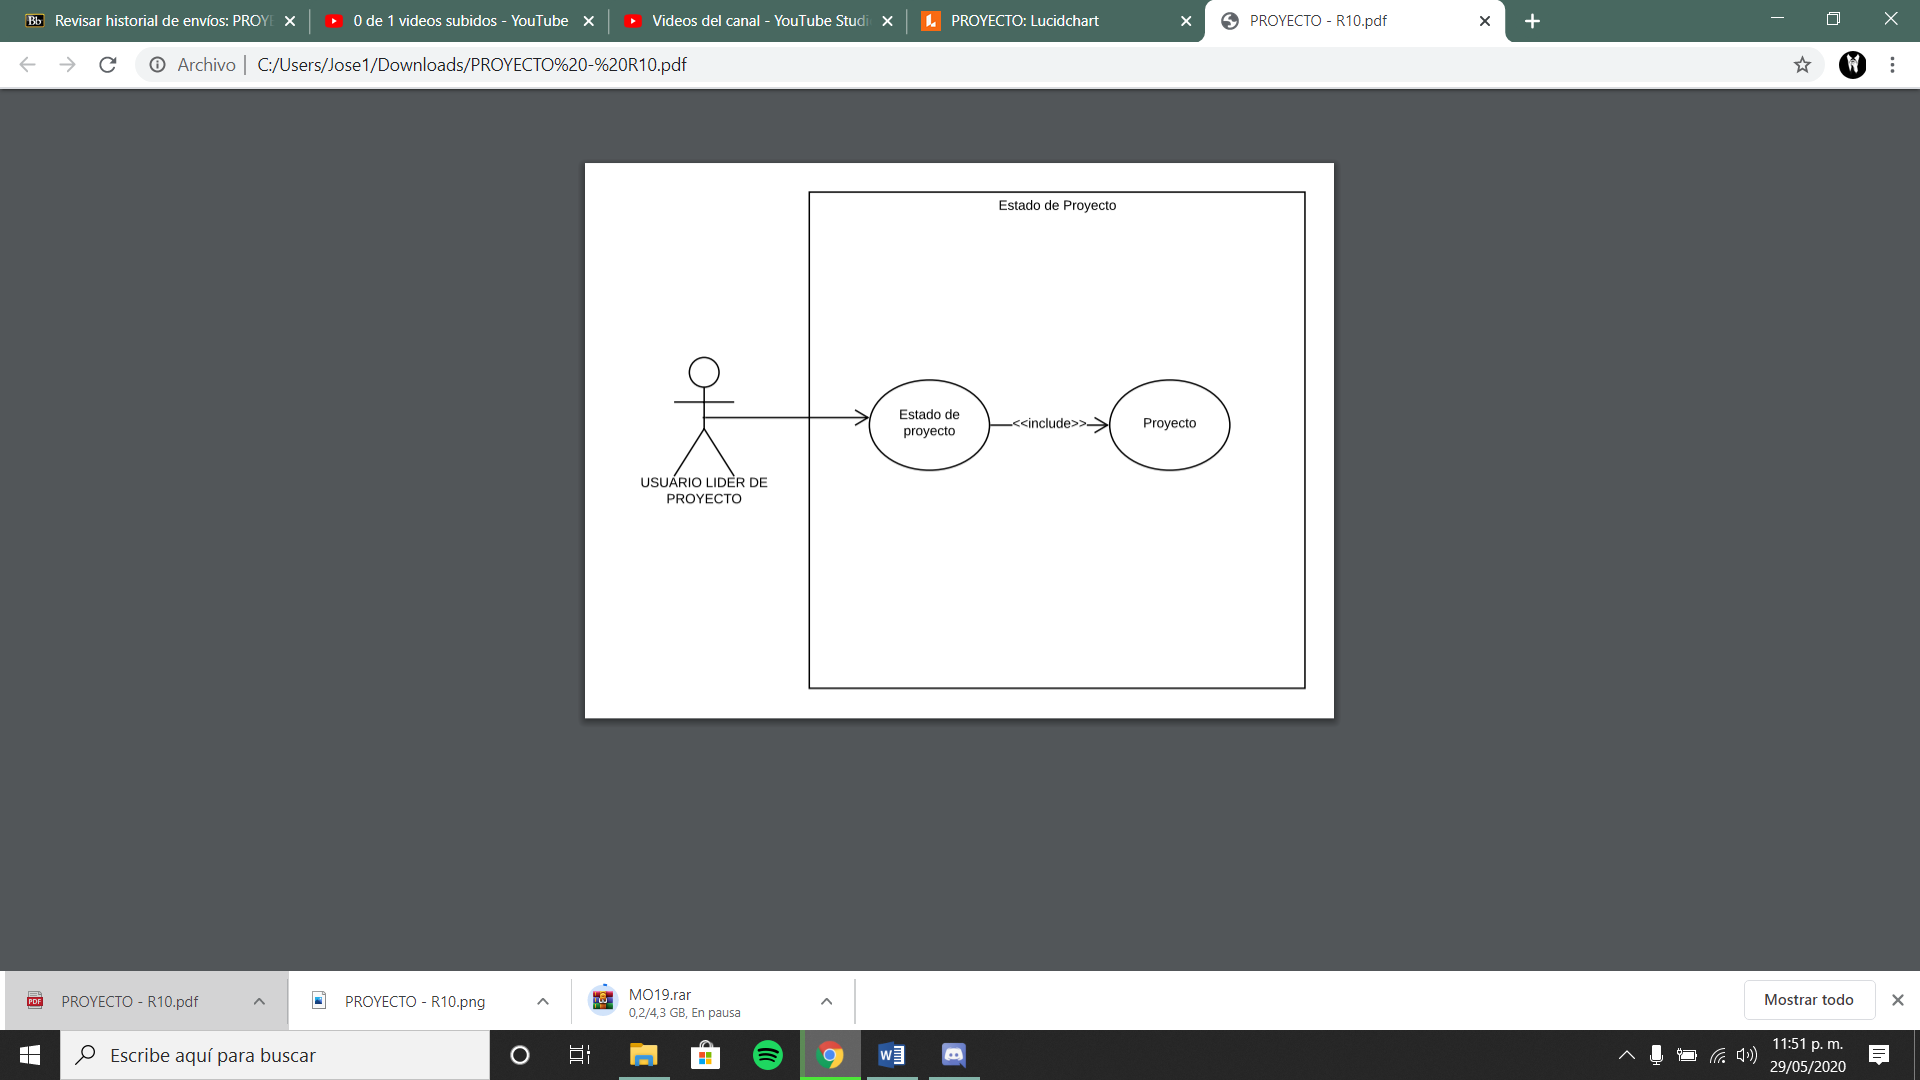 Bb
Revisar historial de envíos: PROYE
0 de 1 videos subidos - YouTube
Videos del canal - YouTube Studi
PROYECTO: Lucidchart
PROYECTO - R10.pdf
Archivo
C:/Users/Jose1/Downloads/PROYECTO%20-%20R10.pdf
Estado de Proyecto
Estado de
proyecto
<<include>>
Proyecto
USUARIO LIDER DE
PROYECTO
PDF
PROYECTO - R10.pdf
PROYECTO - R10.png
MO19.rar
0,2/4,3 GB, En pausa
Mostrar todo
Escribe aquí para buscar
11:51 p. m.
29/05/2020